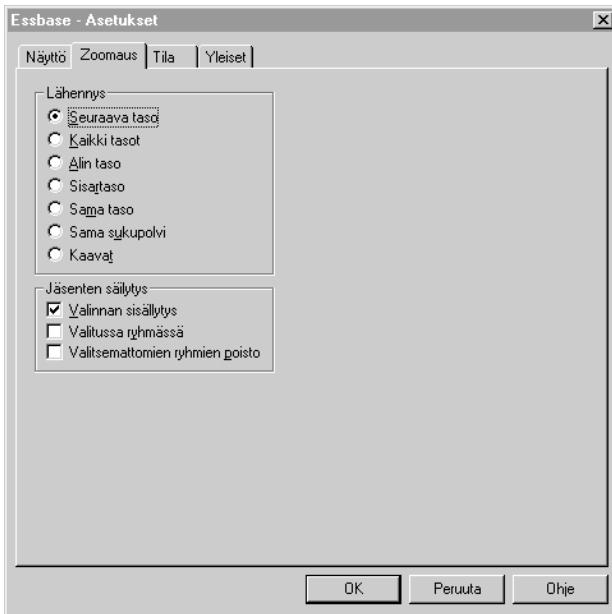 Essbase - Asetukset
Näyttö Zoomaus Tila Yleiset
Lähennys
Seuraava taso
Kaikki tasot
Alin taso
Sisartaso
Sama taso
Sama sukupolvi
Kaavat
Jäsenten säilytys
Valinnan sisällytys
Valitussa ryhmässä
Valitsemattomien ryhmien poisto
OK Peruuta Ohje